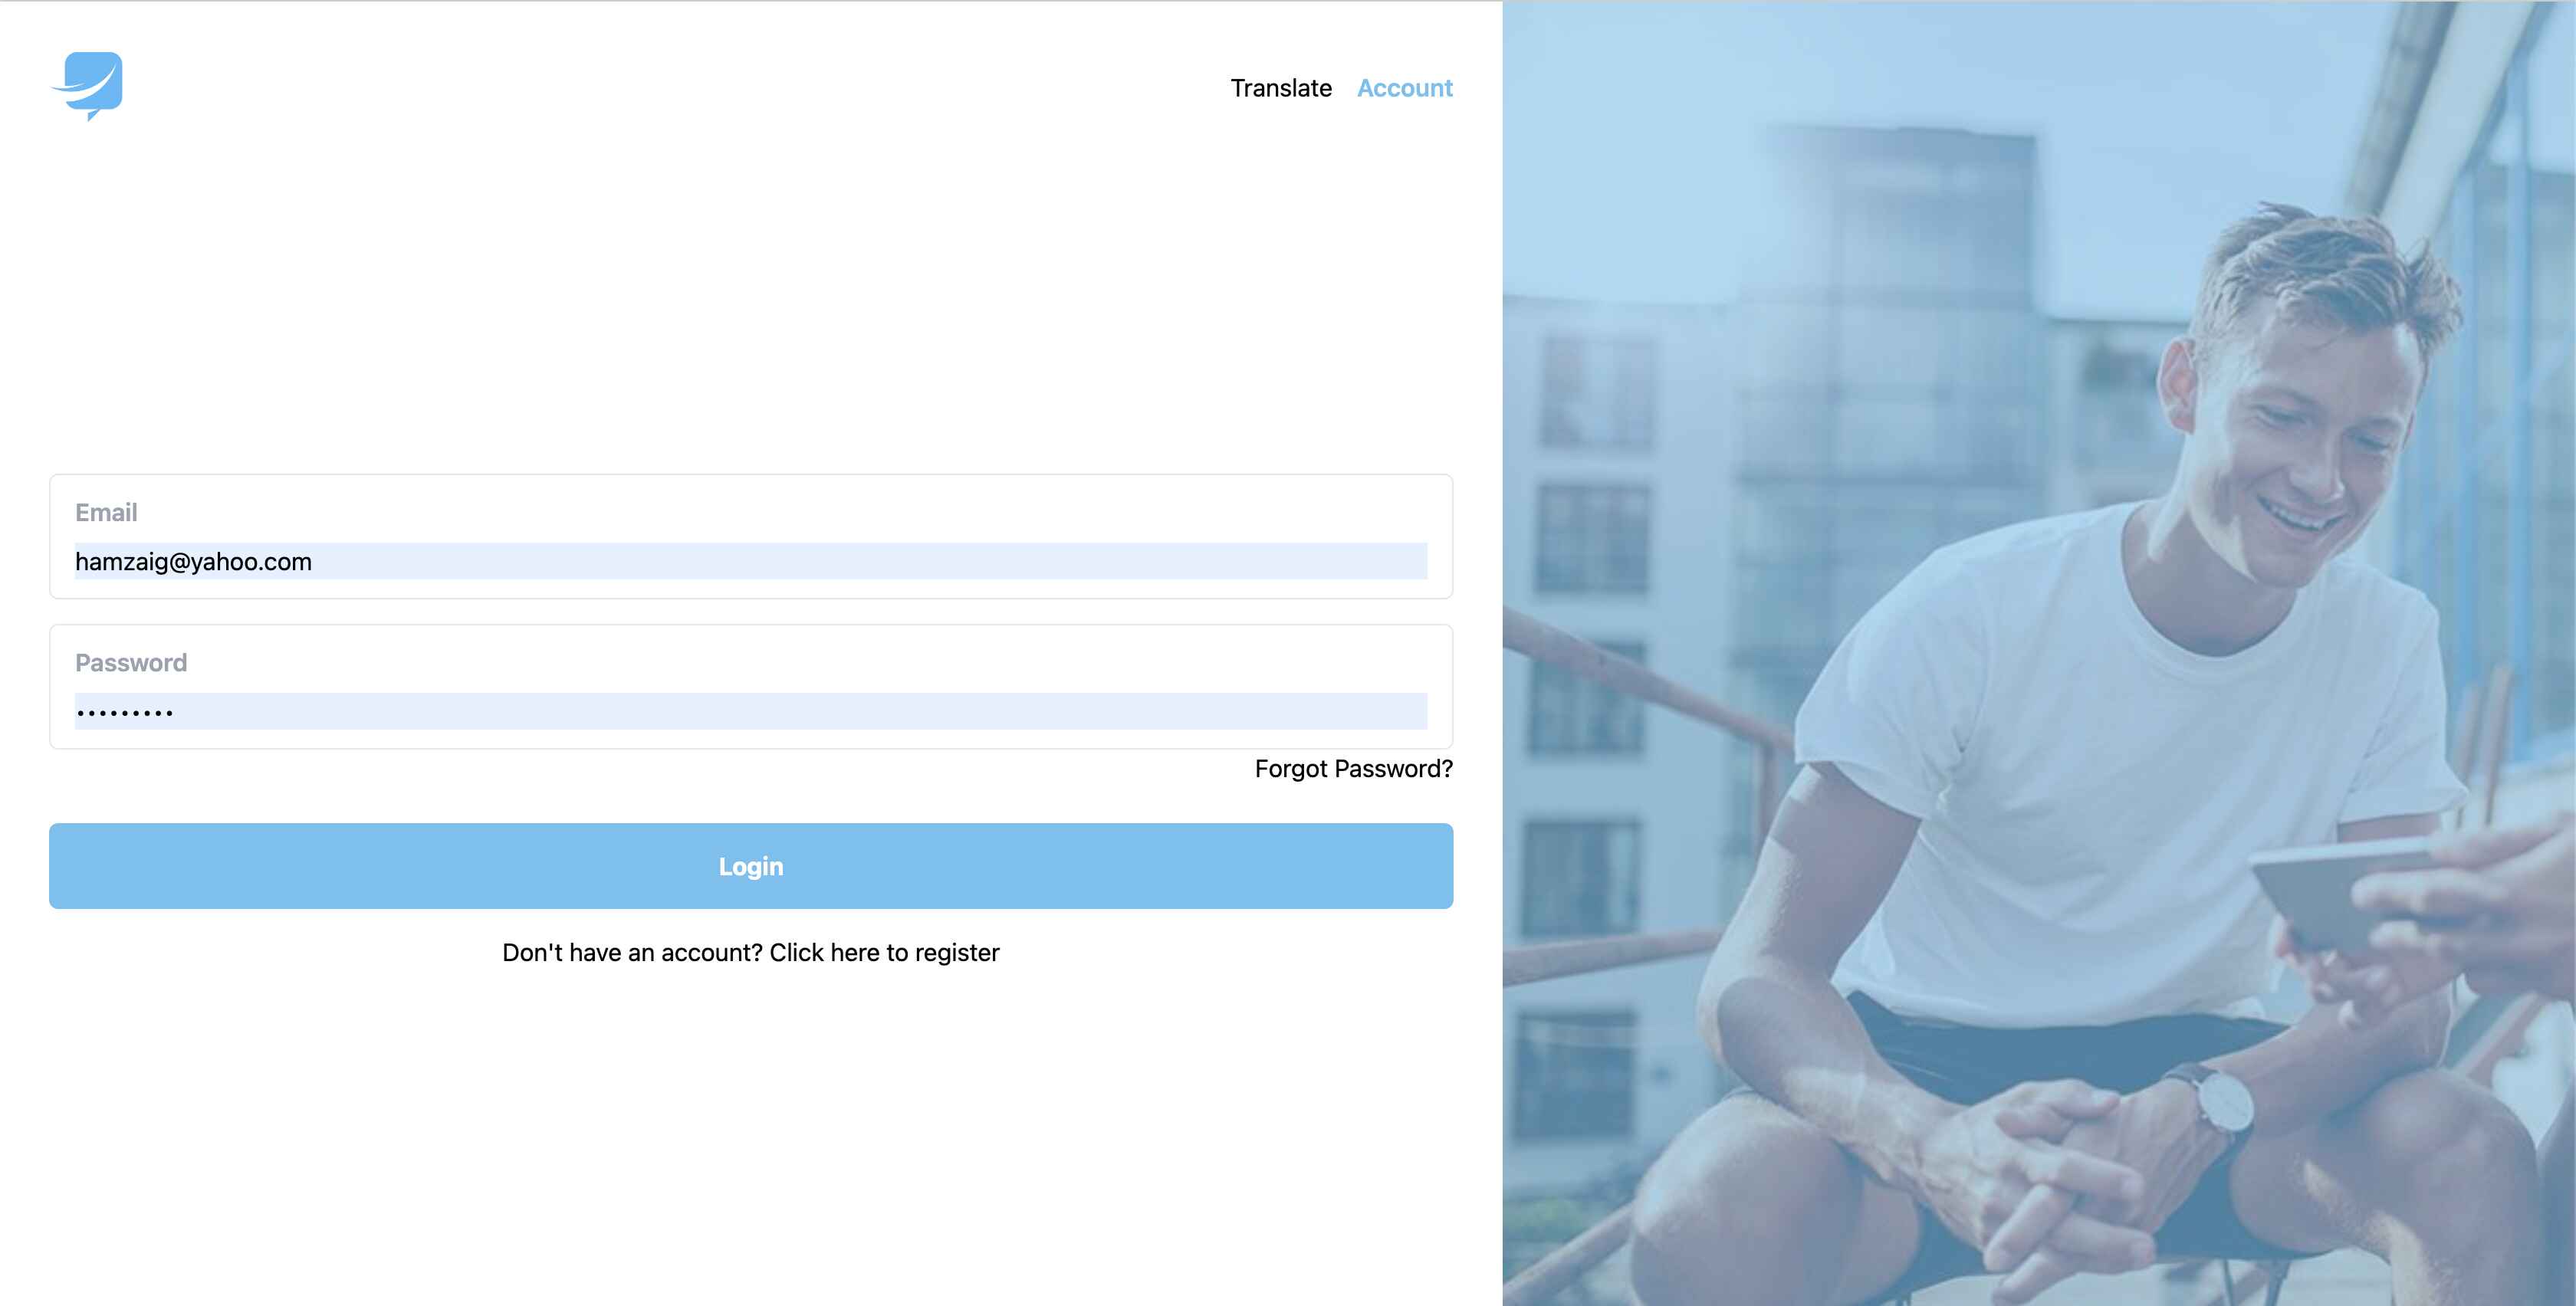 Translate Account
Email
hamzaig@yahoo.com
Password
•••••••••
Forgot Password?
Login
Don't have an account? Click here to register